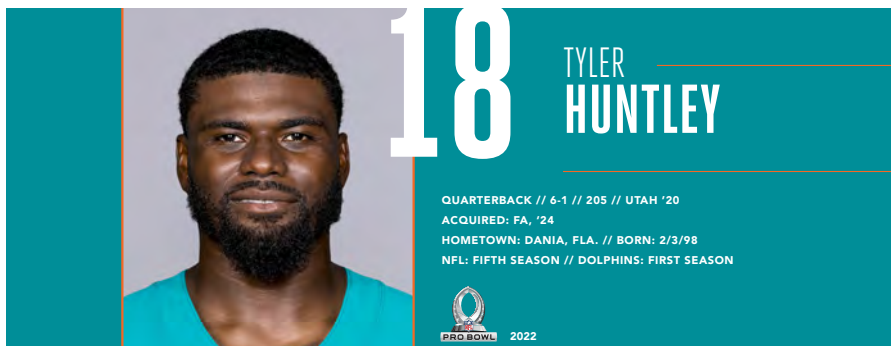 18
TYLER
HUNTLEY
QUARTERBACK // 6-1 // 205 // UTAH ’20
ACQUIRED: FA, ’24
HOMETOWN: DANIA, FLA. // BORN: 2/3/98
NFL: FIFTH SEASON // DOLPHINS: FIRST SEASON
PRO BOWL 2022